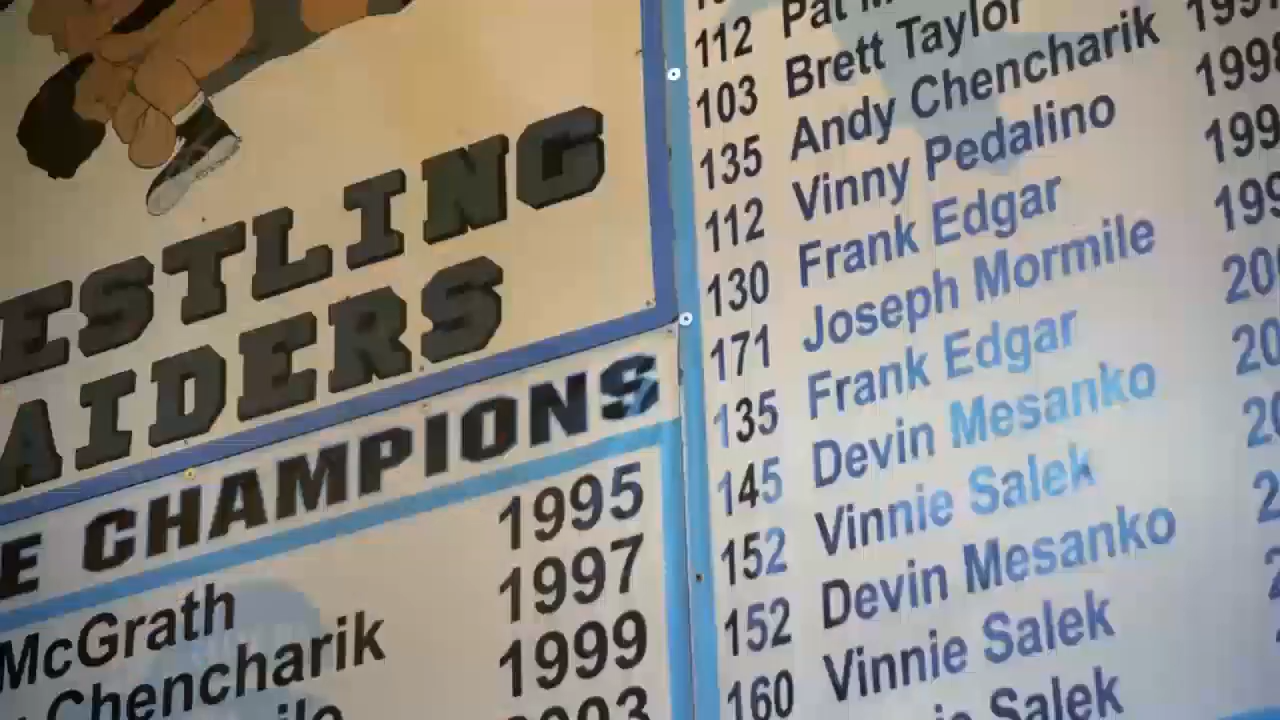 ESTLING
AIDERS
E CHAMPIONS
1995
McGrath 1997
Chencharik 1999
112 Pat
103 Brett Taylor
135 Andy Chencharik 199
112 Vinny Pedalino 1998
130 Frank Edgar 199
171 Joseph Mormile 199
135 Frank Edgar 20
145 Devin Mesanko 20
152 Vinnie Salek 20
152 Devin Mesanko 2
160 Vinnie Salek 2
Salek